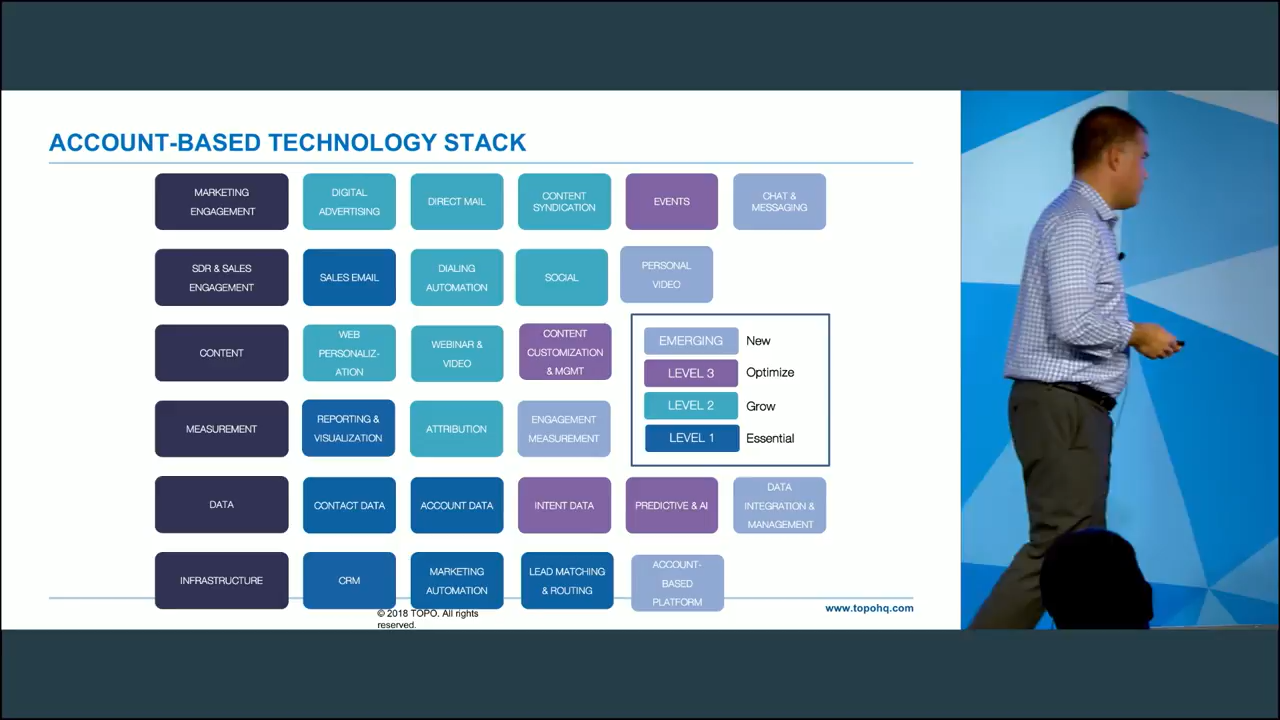 ACCOUNT-BASED TECHNOLOGY STACK
MARKETING
ENGAGEMENT
DIGITAL
ADVERTISING
DIRECT MAIL
CONTENT
SYNDICATION
EVENTS
CHAT &
MESSAGING
SDR & SALES
ENGAGEMENT
SALES EMAIL
DIALING
AUTOMATION
SOCIAL
PERSONAL
VIDEO
CONTENT
WEB
PERSONALIZ-
ATION
WEBINAR &
VIDEO
CONTENT
CUSTOMIZATION
& MGMT
EMERGING New
LEVEL 3 Optimize
LEVEL 2 Grow
LEVEL 1 Essential
MEASUREMENT
REPORTING &
VISUALIZATION
ATTRIBUTION
ENGAGEMENT
MEASUREMENT
DATA
CONTACT DATA
ACCOUNT DATA
INTENT DATA
PREDICTIVE & AI
DATA
INTEGRATION &
MANAGEMENT
INFRASTRUCTURE
CRM
MARKETING
AUTOMATION
LEAD MATCHING
& ROUTING
ACCOUNT-
BASED
PLATFORM
© 2018 TOPO. All rights
reserved.
www.topohq.com